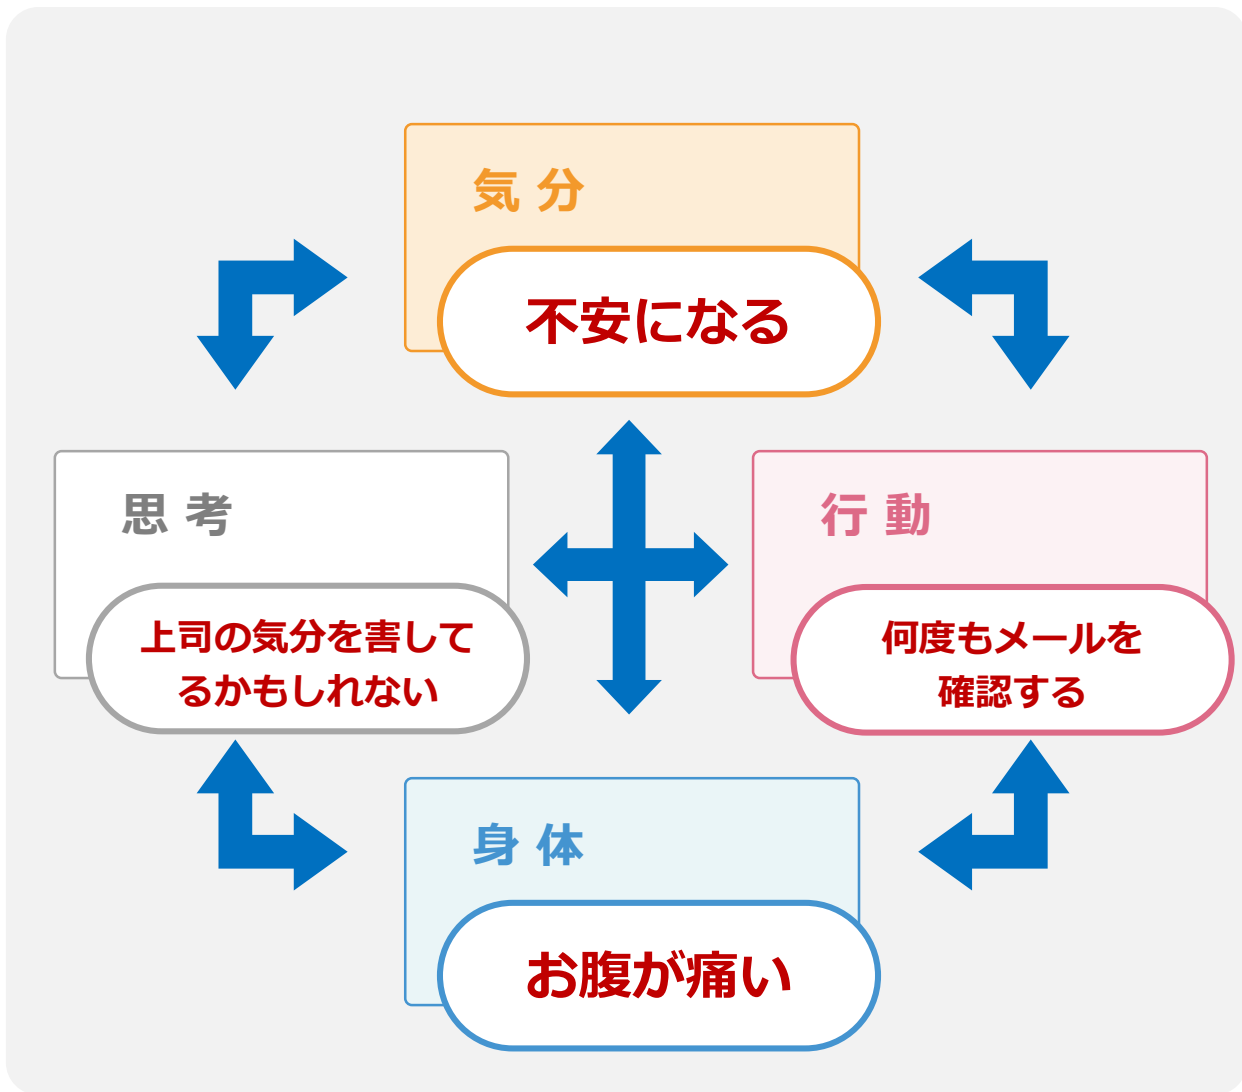 気分
不安になる
思考
上司の気分を害して
るかもしれない
行動
何度もメールを
確認する
身体
お腹が痛い